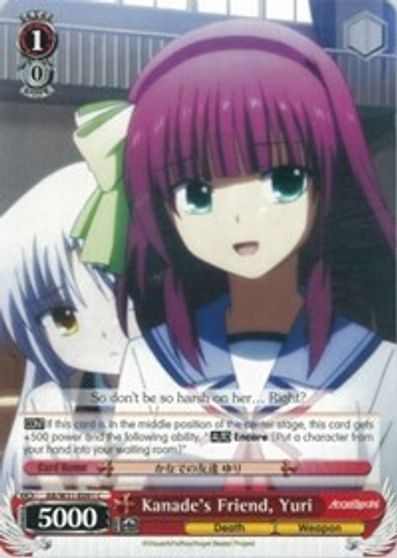 LEVEL
1
0
So don't be so harsh on her... Right?
CONT If this card is in the middle position of the center stage, this card gets
+500 power and the following ability. "AUTO Encore [Put a character from
your hand into your waiting room]"
Card Name かなでの友達 ゆり
5000
Kanade's Friend, Yuri
Angel Beats!
Death Weapon